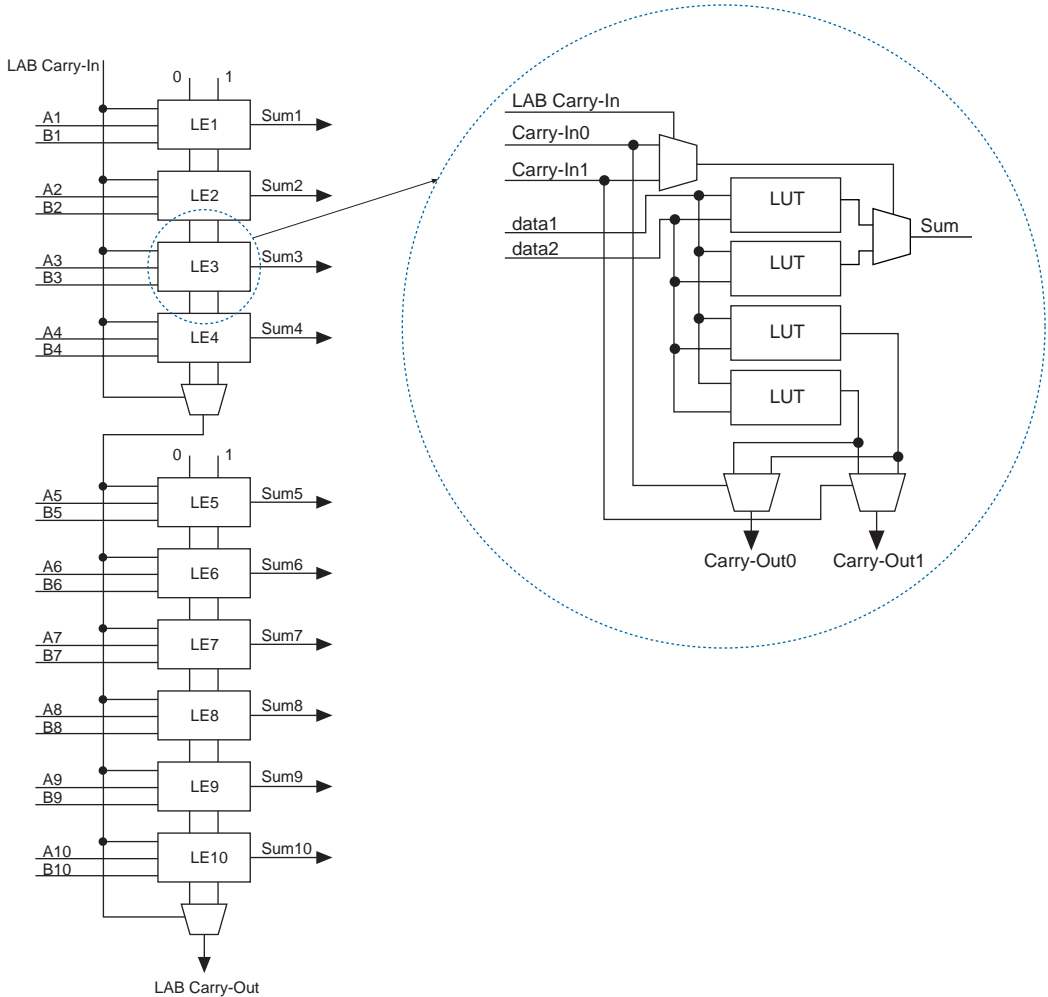 LAB Carry-In
0 1
A1
B1
LE1
Sum1
A2
B2
LE2
Sum2
A3
B3
LE3
Sum3
A4
B4
LE4
Sum4
0 1
A5
B5
LE5
Sum5
A6
B6
LE6
Sum6
A7
B7
LE7
Sum7
A8
B8
LE8
Sum8
A9
B9
LE9
Sum9
A10
B10
LE10
Sum10
LAB Carry-Out
LAB Carry-In
Carry-In0
Carry-In1
data1
data2
LUT
LUT
LUT
LUT
Sum
Carry-Out0
Carry-Out1